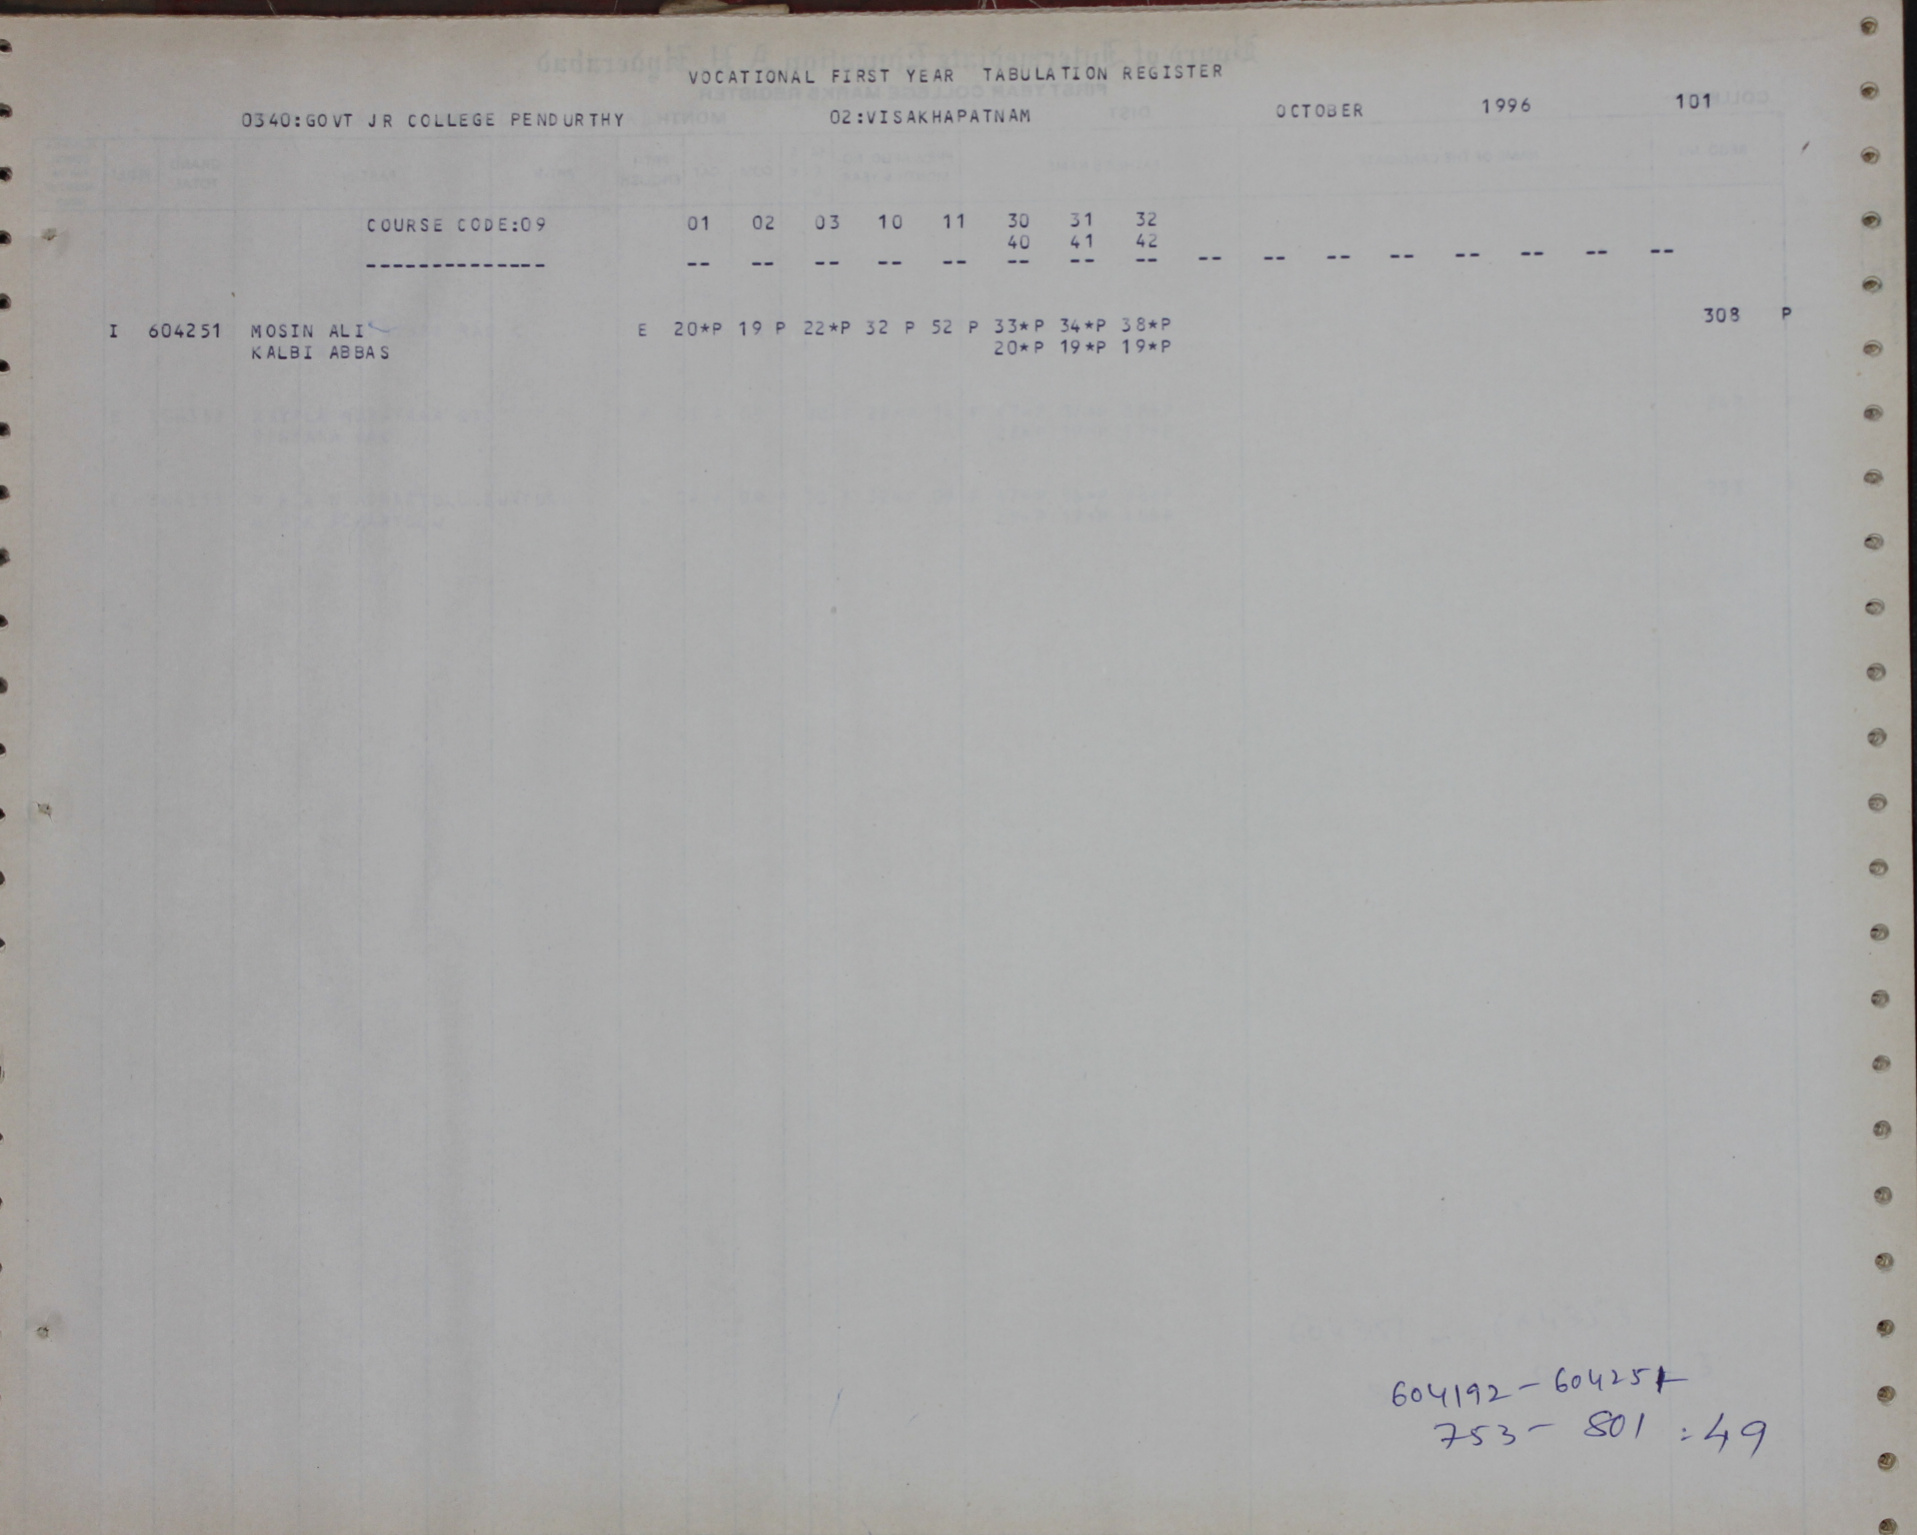 VOCATIONAL FIRST YEAR TABULATION REGISTER
0340:GOVT JR COLLEGE PENDURTHY 02:VISAKHAPATNAM OCTOBER 1996 101
COURSE CODE:09 01 02 03 10 11 30 31 32
40 41 42
-------------- -- -- -- -- -- -- -- -- -- -- -- -- -- -- -- --
I 604251 MOSIN ALI E 20*P 19 P 22*P 32 P 52 P 33*P 34*P 38*P 308 P
KALBI ABBAS 20*P 19*P 19*P
604192 - 604251
753 - 801 : 49